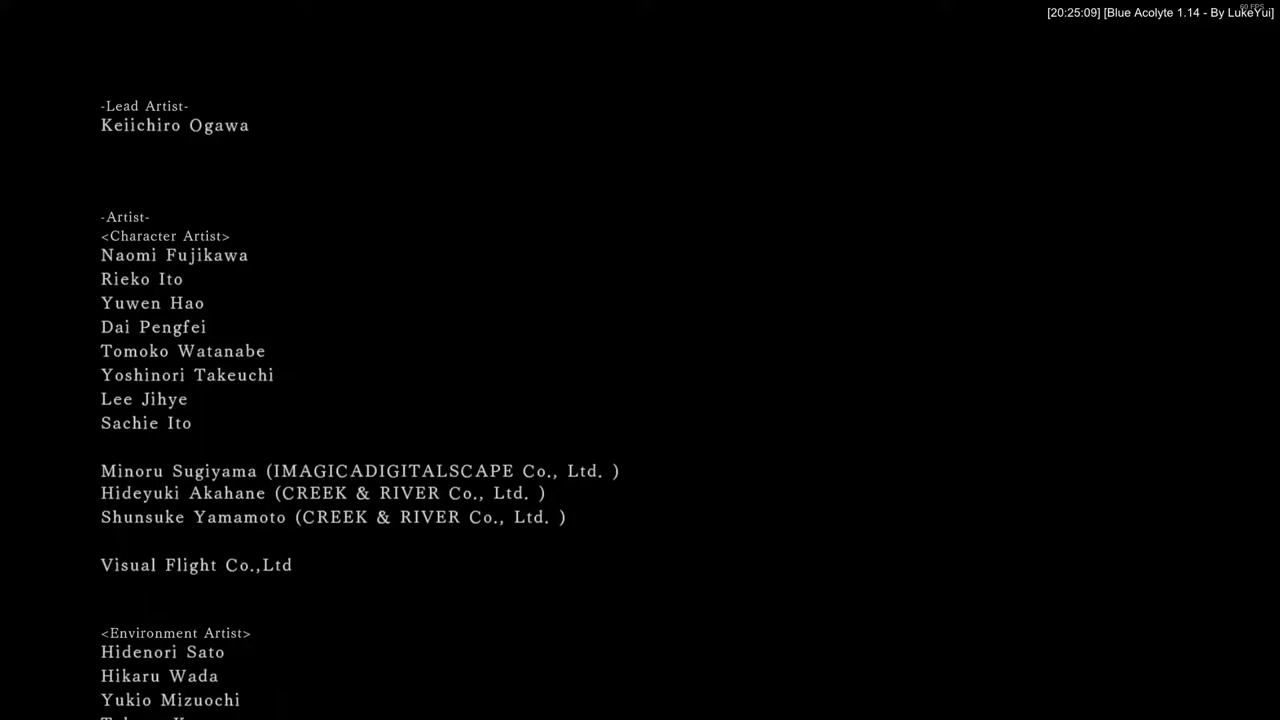 60 FPS
[20:25:09] [Blue Acolyte 1.14 - By LukeYui]
-Lead Artist-
Keiichiro Ogawa
-Artist-
<Character Artist>
Naomi Fujikawa
Rieko Ito
Yuwen Hao
Dai Pengfei
Tomoko Watanabe
Yoshinori Takeuchi
Lee Jihye
Sachie Ito
Minoru Sugiyama (IMAGICADIGITALSCAPE Co., Ltd. )
Hideyuki Akahane (CREEK & RIVER Co., Ltd. )
Shunsuke Yamamoto (CREEK & RIVER Co., Ltd. )
Visual Flight Co.,Ltd
<Environment Artist>
Hidenori Sato
Hikaru Wada
Yukio Mizuochi